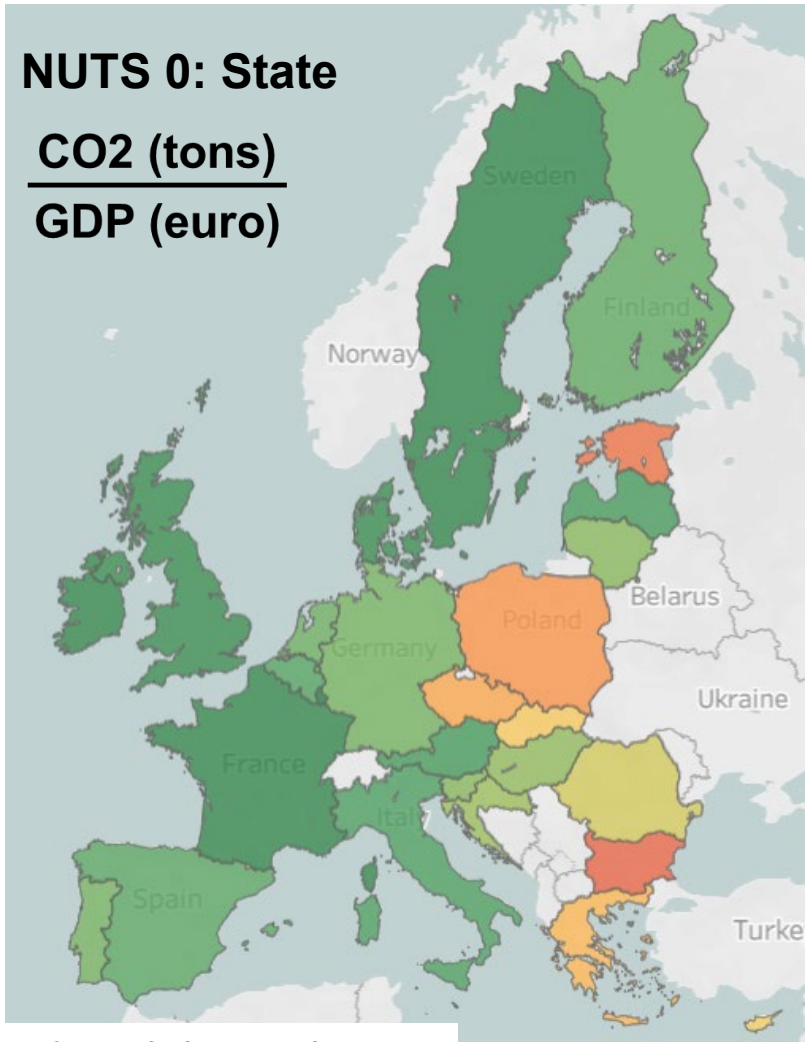 NUTS 0: State
CO2 (tons)
GDP (euro)
Sweden
Finland
Norway
Belarus
Poland
Germany
Ukraine
France
Italy
Spain
Turke